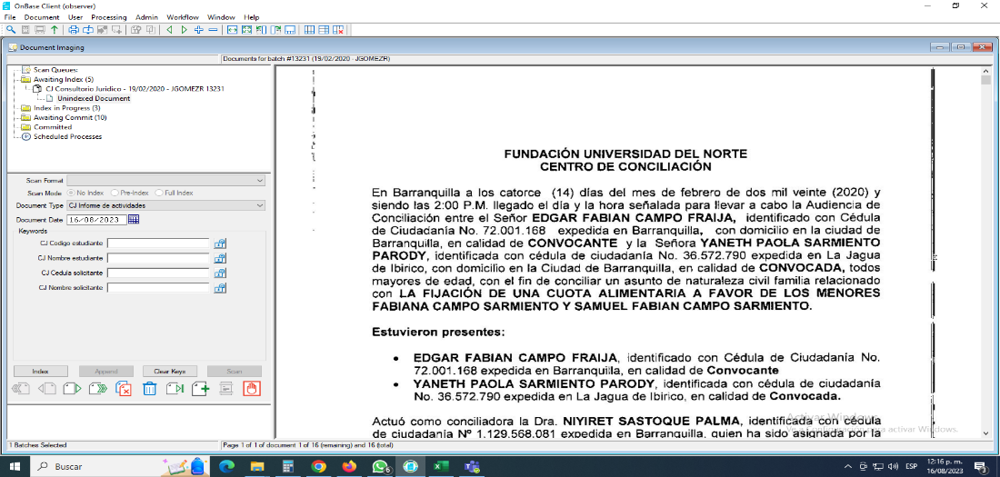 OnBase Client (observer)
File Document User Processing Admin Workflow Window Help
Document Imaging
Documents for batch #13231 (19/02/2020 - JGOMEZR)
Scan Queues:
Awaiting Index (5)
CJ Consultorio Juridico - 19/02/2020 - JGOMEZR 13231
Unindexed Document
Index in Progress (3)
Awaiting Commit (10)
Committed
Scheduled Processes
Scan Format
Scan Mode No Index Pre-Index Full Index
Document Type CJ Informe de actividades
Document Date 16/08/2023
Keywords
CJ Codigo estudiante
CJ Nombre estudiante
CJ Cedula solicitante
CJ Nombre solicitante
Index Append Clear Keys Scan
1 Batches Selected
FUNDACIÓN UNIVERSIDAD DEL NORTE
CENTRO DE CONCILIACIÓN
En Barranquilla a los catorce (14) días del mes de febrero de dos mil veinte (2020) y
siendo las 2:00 P.M. llegado el día y la hora señalada para llevar a cabo la Audiencia de
Conciliación entre el Señor EDGAR FABIAN CAMPO FRAIJA, identificado con Cédula
de Ciudadanía No. 72.001.168 expedida en Barranquilla, con domicilio en la ciudad de
Barranquilla, en calidad de CONVOCANTE y la Señora YANETH PAOLA SARMIENTO
PARODY, identificada con cédula de ciudadanía No. 36.572.790 expedida en La Jagua
de Ibirico, con domicilio en la Ciudad de Barranquilla, en calidad de CONVOCADA, todos
mayores de edad, con el fin de conciliar un asunto de naturaleza civil familia relacionado
con LA FIJACIÓN DE UNA CUOTA ALIMENTARIA A FAVOR DE LOS MENORES
FABIANA CAMPO SARMIENTO Y SAMUEL FABIAN CAMPO SARMIENTO.
Estuvieron presentes:
• EDGAR FABIAN CAMPO FRAIJA, identificado con Cédula de Ciudadanía No.
72.001.168 expedida en Barranquilla, en calidad de Convocante
• YANETH PAOLA SARMIENTO PARODY, identificada con cédula de ciudadanía
No. 36.572.790 expedida en La Jagua de Ibirico, en calidad de Convocada.
Actuó como conciliadora la Dra. NIYIRET SASTOQUE PALMA, identificada con cédula
de ciudadanía Nº 1.129.568.081 expedida en Barranquilla, quien ha sido asignada por la
Activar Windows
para activar Windows.
Page 1 of 1 of document 1 of 16 (remaining) and 16 (total)
Buscar
6
ESP
12:16 p. m.
16/08/2023
3